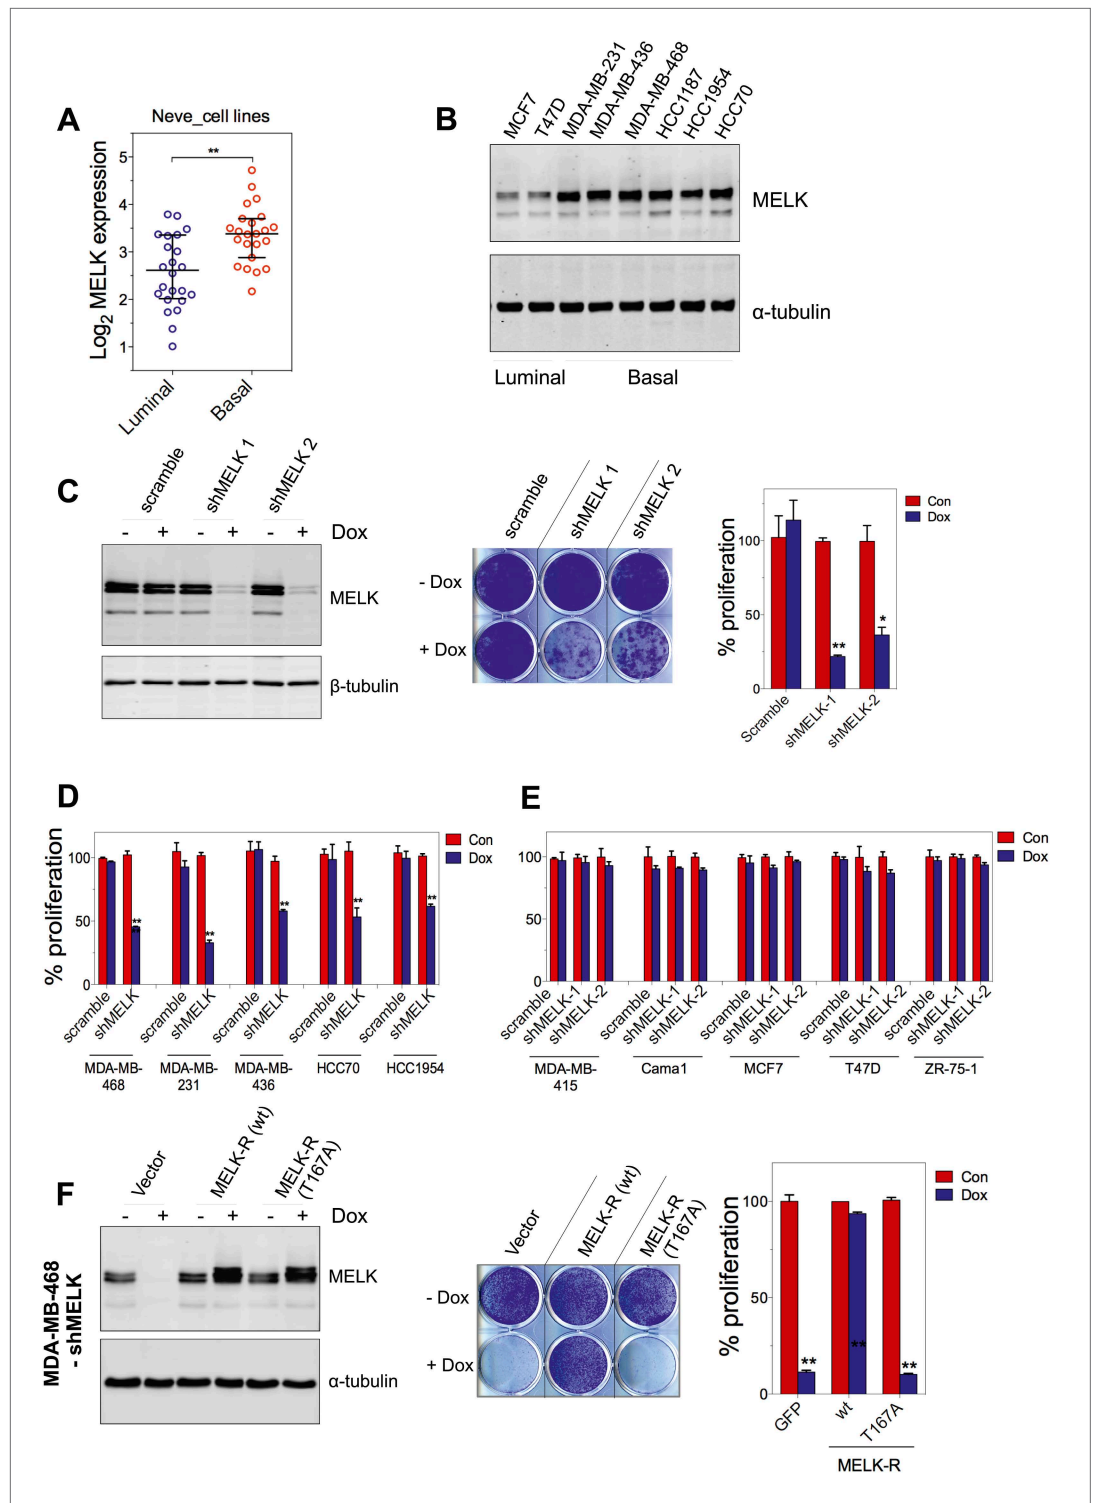 A
Neve_cell lines
**
Log2 MELK expression
5
4
3
2
1
Luminal
Basal
B
MCF7
T47D
MDA-MB-231
MDA-MB-436
MDA-MB-468
HCC1187
HCC1954
HCC70
MELK
α-tubulin
Luminal
Basal
C
scramble
shMELK 1
shMELK 2
- + - + - + Dox
MELK
β-tubulin
scramble
shMELK 1
shMELK 2
- Dox
+ Dox
% proliferation
100
50
0
Con
Dox
**
*
Scramble
shMELK-1
shMELK-2
D
% proliferation
100
50
0
Con
Dox
**
**
**
**
**
**
scramble
shMELK
scramble
shMELK
scramble
shMELK
scramble
shMELK
scramble
shMELK
MDA-MB-
468
MDA-MB-
231
MDA-MB-
436
HCC70
HCC1954
E
% proliferation
100
50
0
Con
Dox
scramble
shMELK-1
shMELK-2
scramble
shMELK-1
shMELK-2
scramble
shMELK-1
shMELK-2
scramble
shMELK-1
shMELK-2
scramble
shMELK-1
shMELK-2
MDA-MB-
415
Cama1
MCF7
T47D
ZR-75-1
F
MDA-MB-468
- shMELK
Vector
MELK-R (wt)
MELK-R
(T167A)
- + - + - + Dox
MELK
α-tubulin
Vector
MELK-R (wt)
MELK-R
(T167A)
- Dox
+ Dox
% proliferation
100
50
0
Con
Dox
**
**
**
GFP
wt
T167A
MELK-R